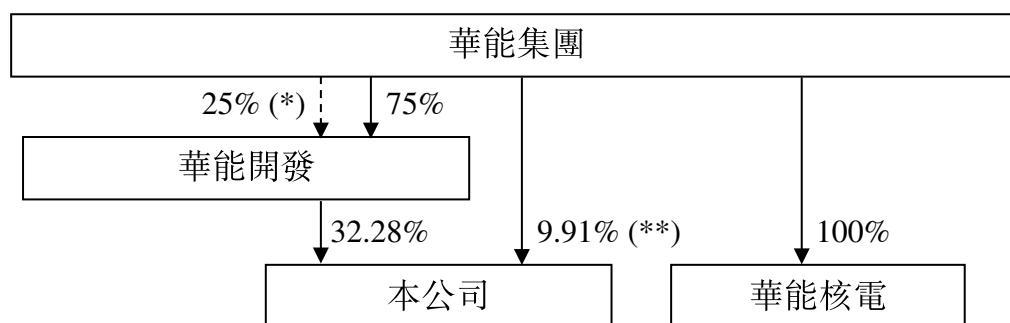 華能集團
25% (*)
75%
華能開發
32.28%
9.91% (**)
100%
本公司
華能核電